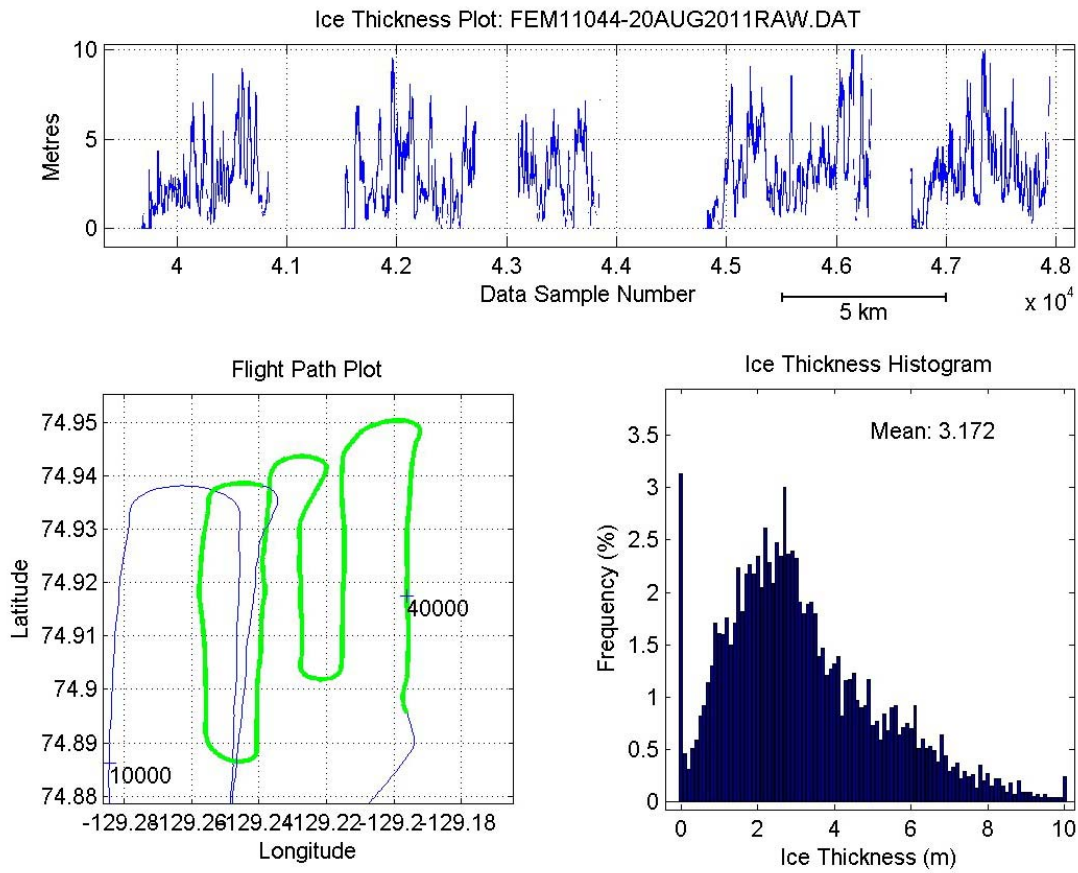 Ice Thickness Plot: FEM11044-20AUG2011RAW.DAT
10
5
0
Metres
4 4.1 4.2 4.3 4.4 4.5 4.6 4.7 4.8
Data Sample Number
x 10^4
5 km
Flight Path Plot
74.95
74.94
74.93
74.92
74.91
74.9
74.89
74.88
Latitude
40000
10000
-129.28 -129.26 -129.24 -129.22 -129.2 -129.18
Longitude
Ice Thickness Histogram
Mean: 3.172
3.5
3
2.5
2
1.5
1
0.5
0
Frequency (%)
0 2 4 6 8 10
Ice Thickness (m)